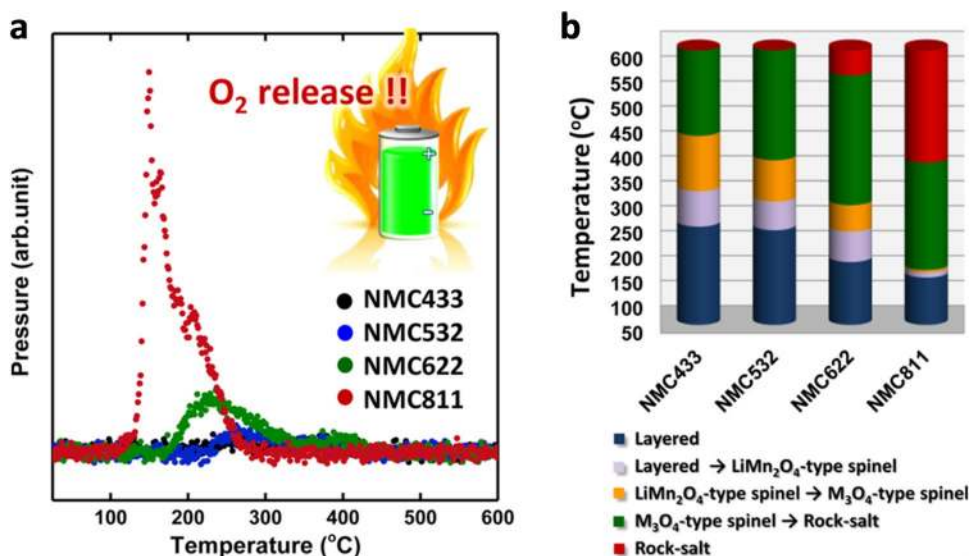 a
O₂ release !!
+
-
NMC433
NMC532
NMC622
NMC811
Pressure (arb.unit)
100 200 300 400 500 600
Temperature (°C)
b
Temperature (°C)
600
550
500
450
400
350
300
250
200
150
100
50
NMC433
NMC532
NMC622
NMC811
Layered
Layered → LiMn₂O₄-type spinel
LiMn₂O₄-type spinel → M₃O₄-type spinel
M₃O₄-type spinel → Rock-salt
Rock-salt